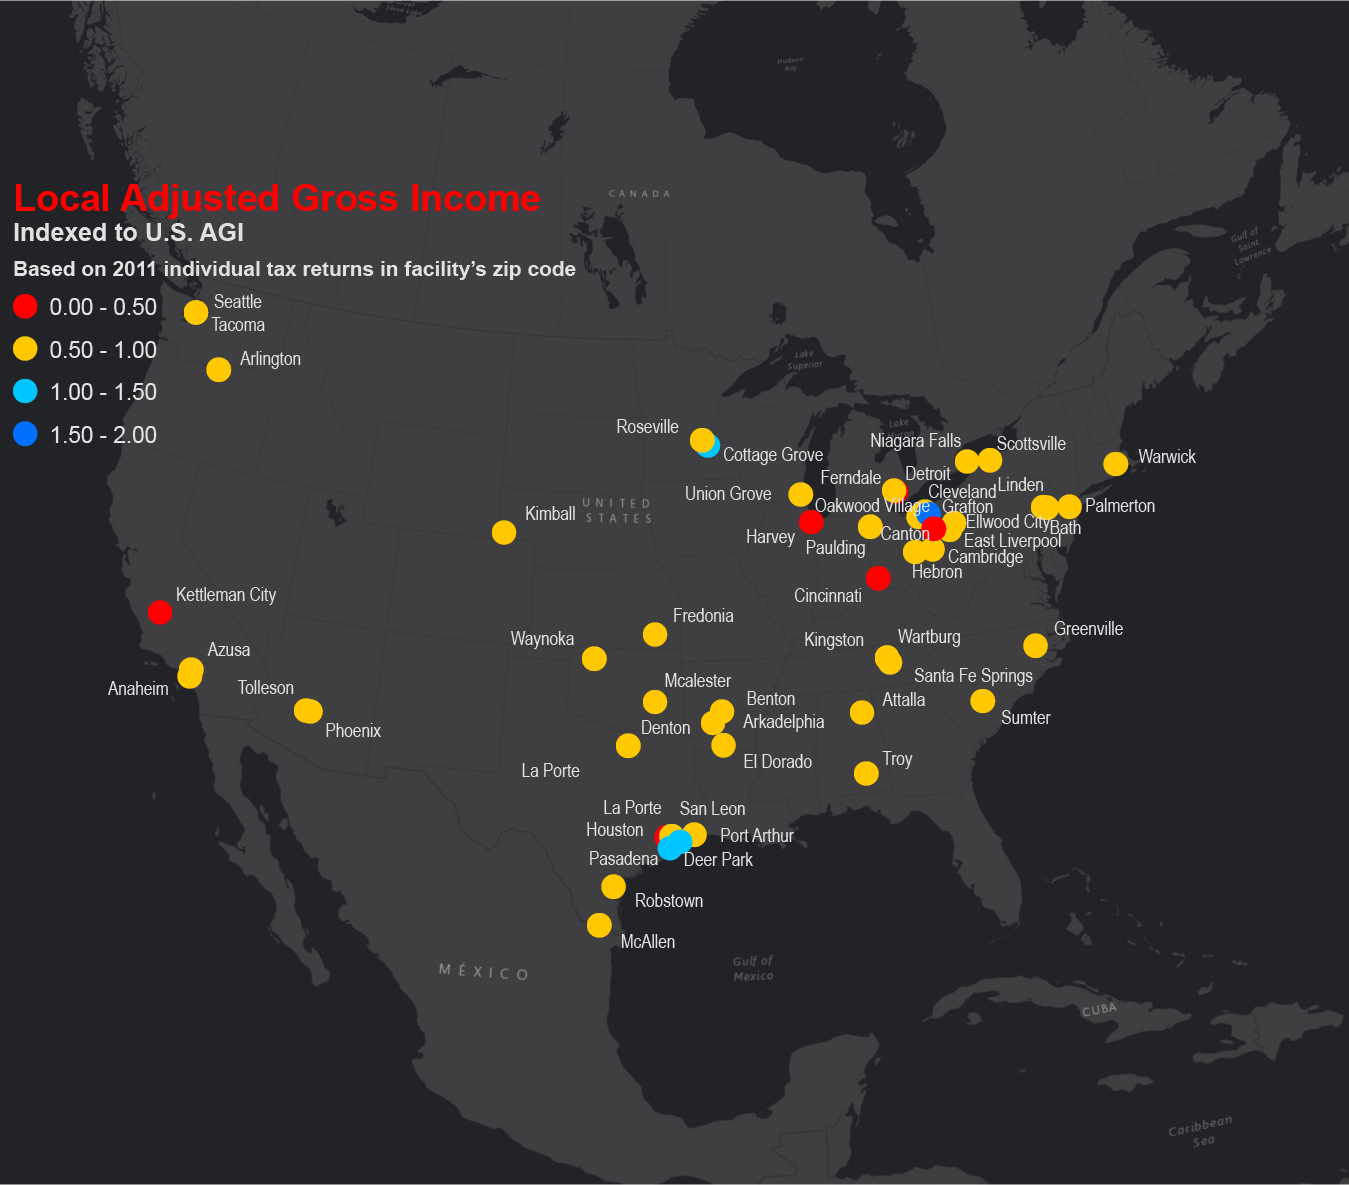 Great
Slave Lake
Hudson
Bay
CANADA
Local Adjusted Gross Income
Indexed to U.S. AGI
Based on 2011 individual tax returns in facility’s zip code
0.00 - 0.50
0.50 - 1.00
1.00 - 1.50
1.50 - 2.00
Gulf of
Saint
Lawrence
Seattle
Tacoma
Arlington
Lake
Superior
Lake
Huron
Roseville
Cottage Grove
Niagara Falls
Scottsville
Warwick
Ferndale
Detroit
Linden
Union Grove
Cleveland
Oakwood Village
Grafton
Palmerton
UNITED
STATES
Kimball
Ellwood City
Bath
Harvey
Paulding
Canton
East Liverpool
Cambridge
Hebron
Cincinnati
Kettleman City
Fredonia
Greenville
Waynoka
Kingston
Wartburg
Azusa
Anaheim
Tolleson
Mcalester
Santa Fe Springs
Phoenix
Benton
Attalla
Denton
Arkadelphia
Sumter
El Dorado
Troy
La Porte
La Porte
San Leon
Houston
Port Arthur
Pasadena
Deer Park
Robstown
McAllen
MÉXICO
Gulf of
Mexico
CUBA
Caribbean
Sea